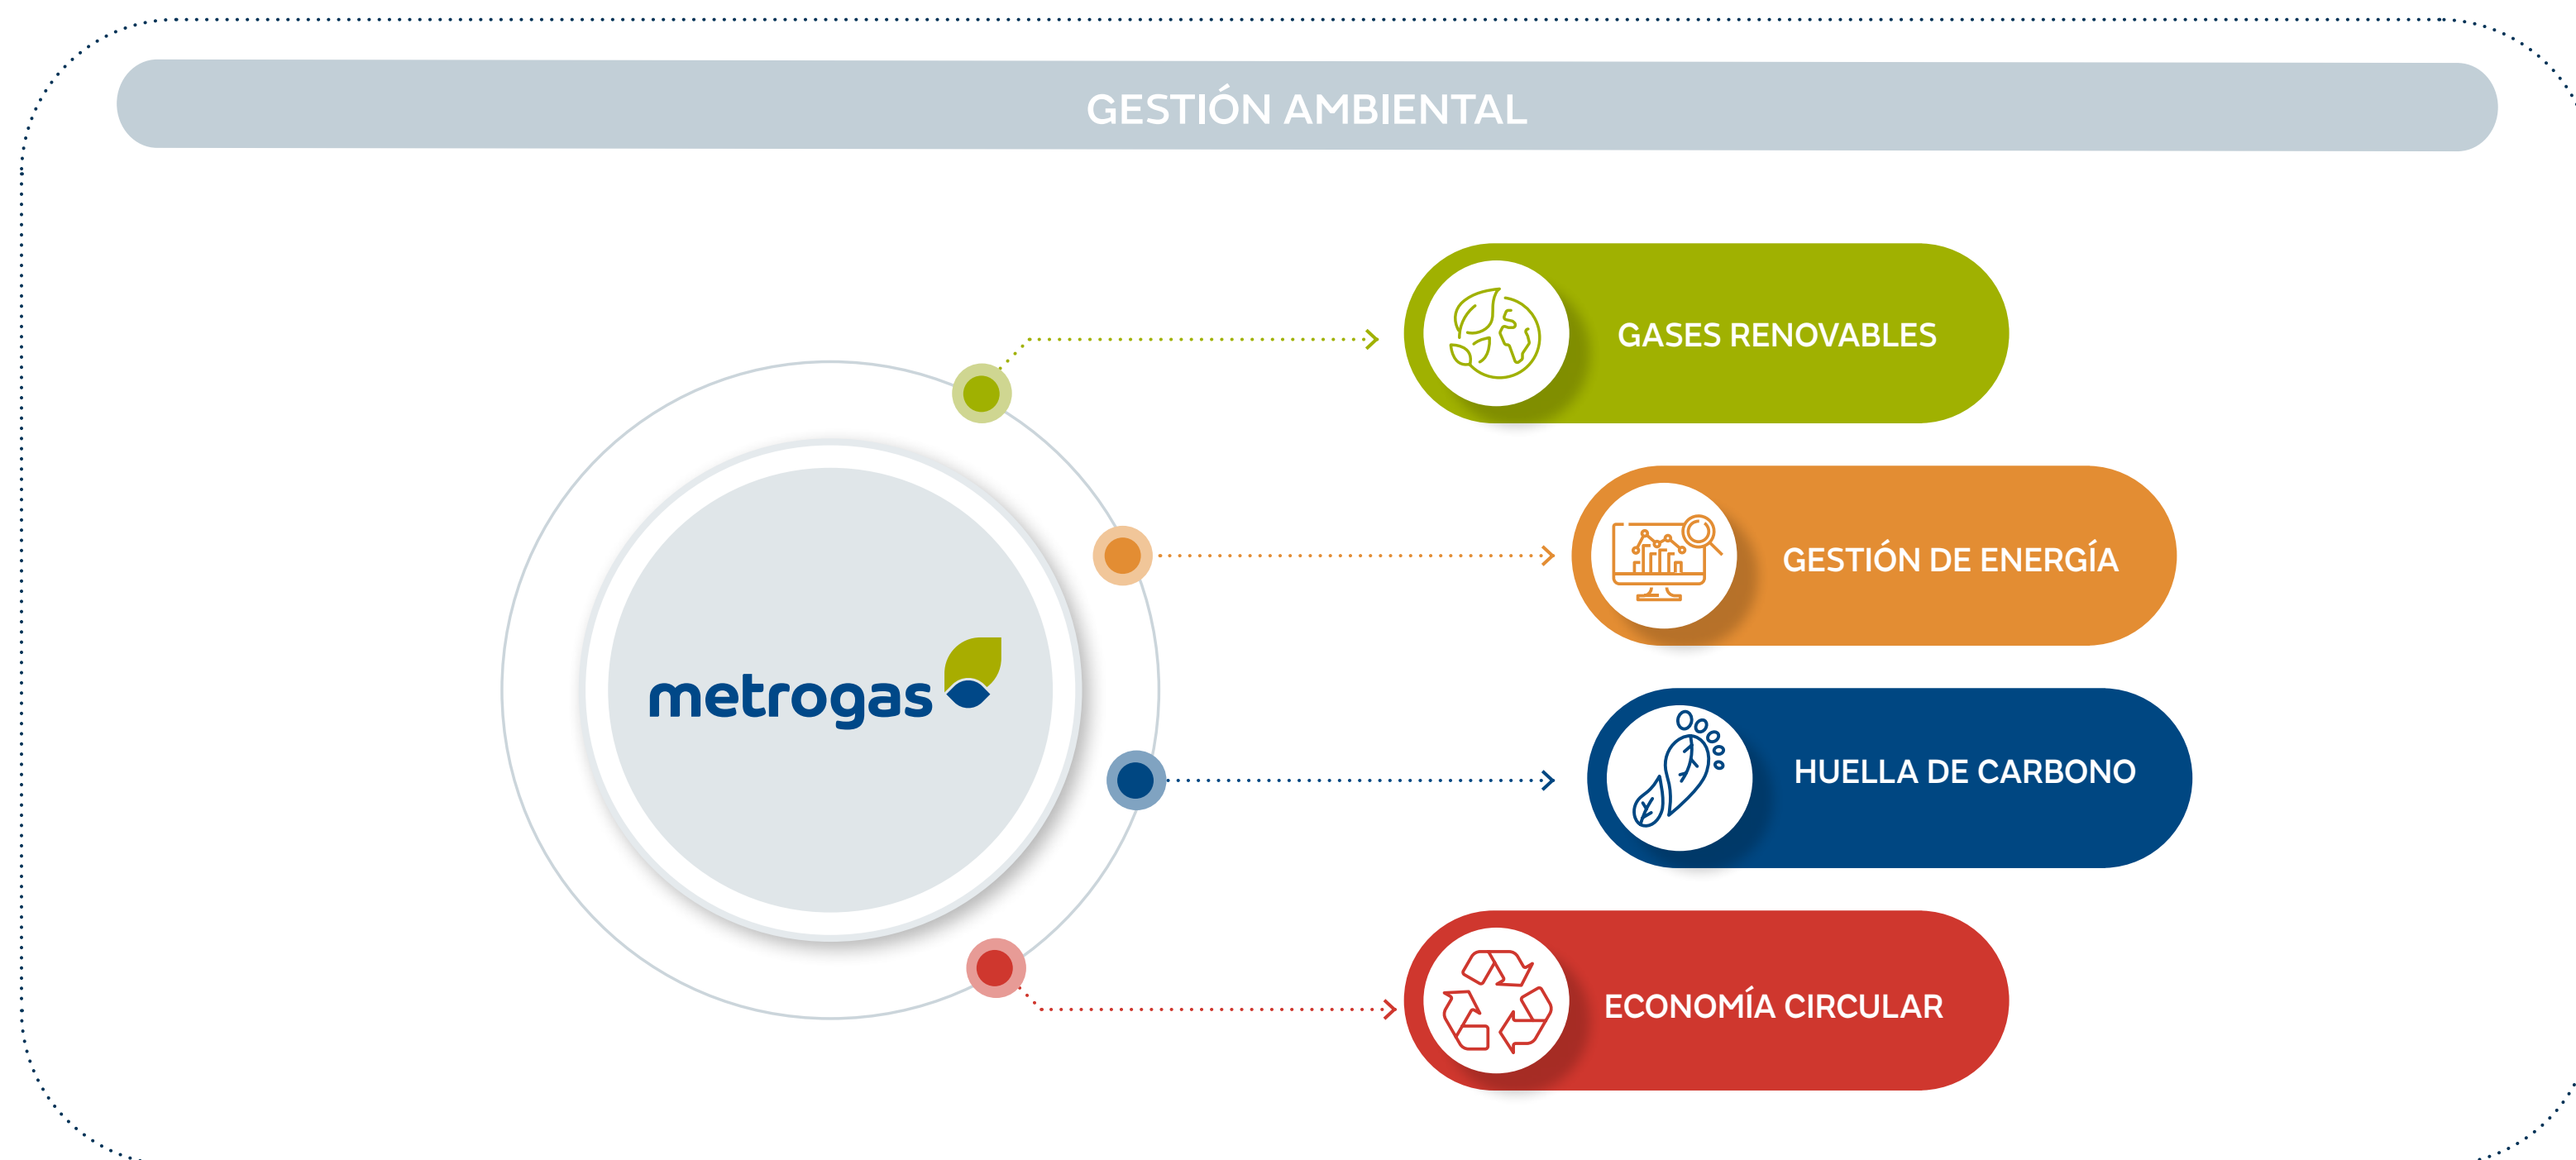 GESTIÓN AMBIENTAL
GASES RENOVABLES
GESTIÓN DE ENERGÍA
metrogas
HUELLA DE CARBONO
ECONOMÍA CIRCULAR